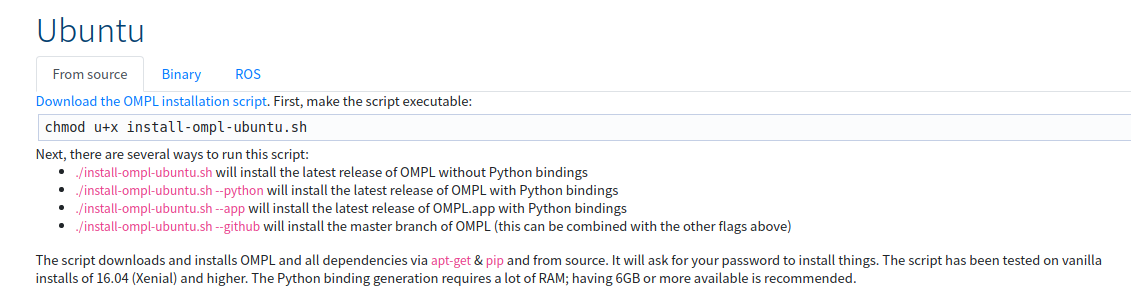 Ubuntu
From source Binary ROS
Download the OMPL installation script. First, make the script executable:
chmod u+x install-ompl-ubuntu.sh
Next, there are several ways to run this script:
• ./install-ompl-ubuntu.sh will install the latest release of OMPL without Python bindings
• ./install-ompl-ubuntu.sh --python will install the latest release of OMPL with Python bindings
• ./install-ompl-ubuntu.sh --app will install the latest release of OMPL.app with Python bindings
• ./install-ompl-ubuntu.sh --github will install the master branch of OMPL (this can be combined with the other flags above)
The script downloads and installs OMPL and all dependencies via apt-get & pip and from source. It will ask for your password to install things. The script has been tested on vanilla
installs of 16.04 (Xenial) and higher. The Python binding generation requires a lot of RAM; having 6GB or more available is recommended.